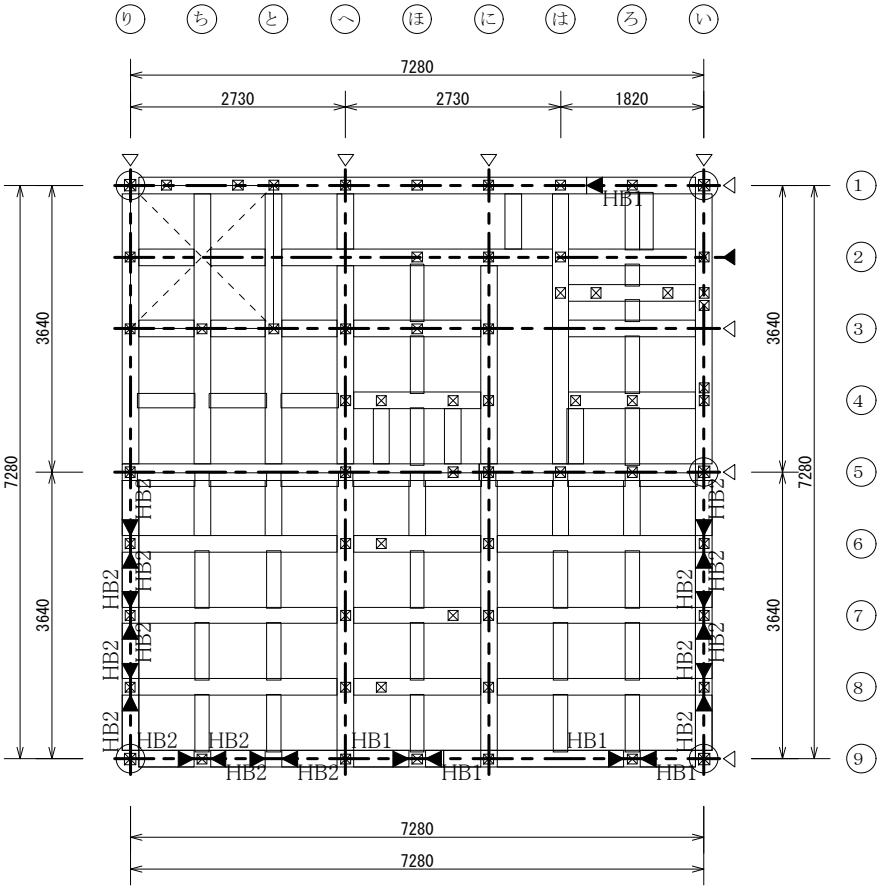 り ち と へ ほ に は ろ い
7280
2730 2730 1820
1
HB1
2
3640 3 3640
4
7280 5 7280
HB2 HB2
6
HB2 HB2 HB2 HB2
3640 7 3640
HB2 HB2 HB2 HB2
8
HB2 HB2
HB2 HB2 HB1 HB1
HB2 HB2 HB1 HB1
9
7280
7280